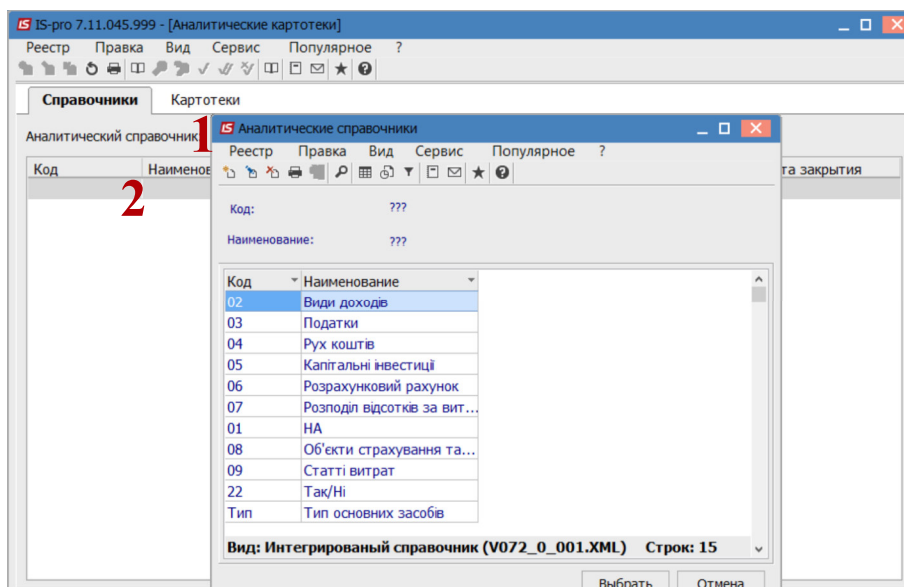 IS-pro 7.11.045.999 - [Аналитические картотеки]
Реестр Правка Вид Сервис Популярное ?
Справочники Картотеки
Аналитический справочник
1
Код
2
та закрытия
Аналитические справочники
Реестр Правка Вид Сервис Популярное ?
Код: ???
Наименование: ???
Код Наименование
02 Види доходів
03 Податки
04 Рух коштів
05 Капітальні інвестиції
06 Розрахунковий рахунок
07 Розподіл відсотків за вит...
01 НА
08 Об'єкти страхування та...
09 Статті витрат
22 Так/Ні
Тип Тип основних засобів
Вид: Интегрированый справочник (V072_0_001.XML) Строк: 15
Выбрать Отмена